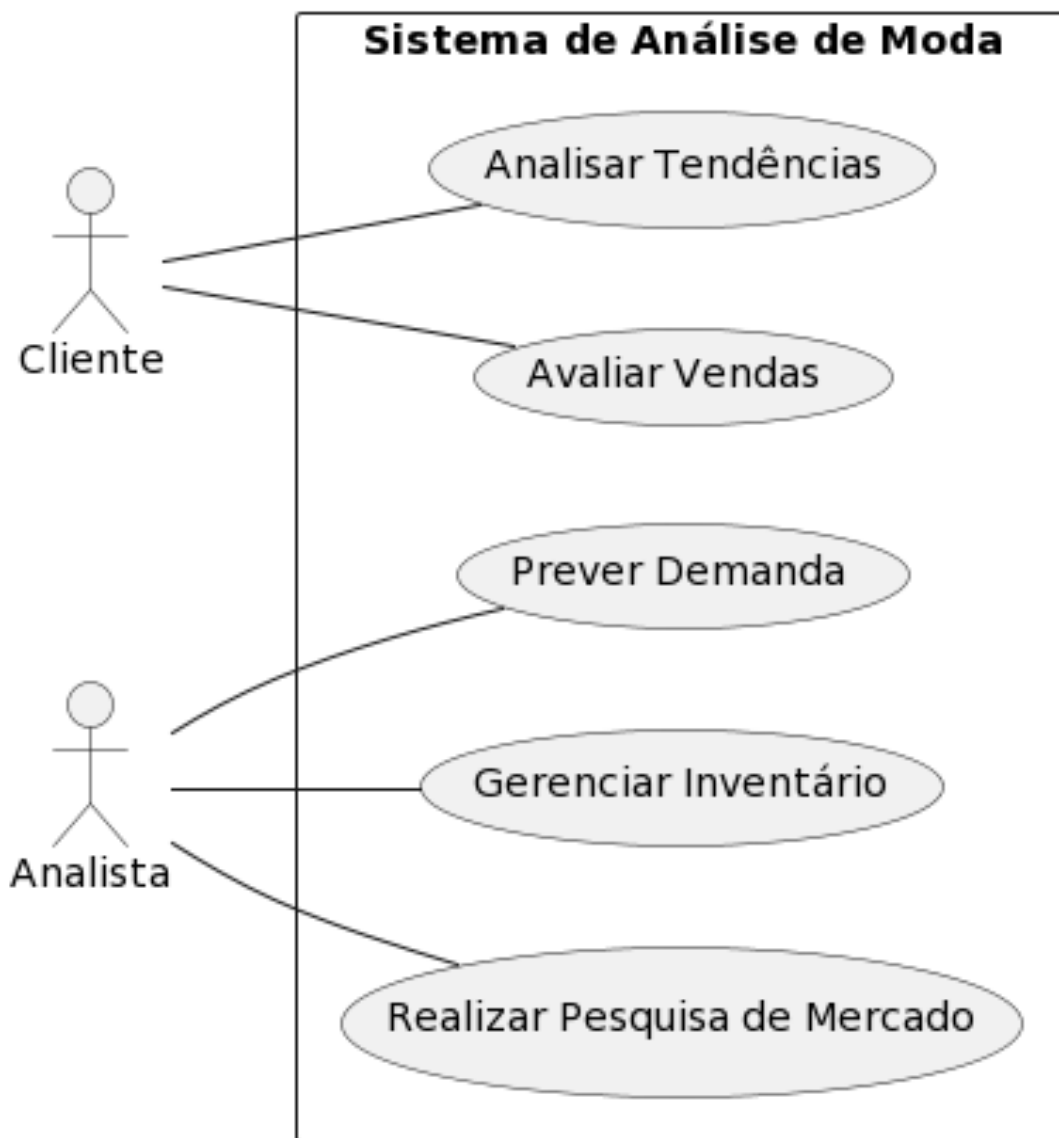 Sistema de Análise de Moda
Analisar Tendências
Cliente
Avaliar Vendas
Prever Demanda
Gerenciar Inventário
Analista
Realizar Pesquisa de Mercado